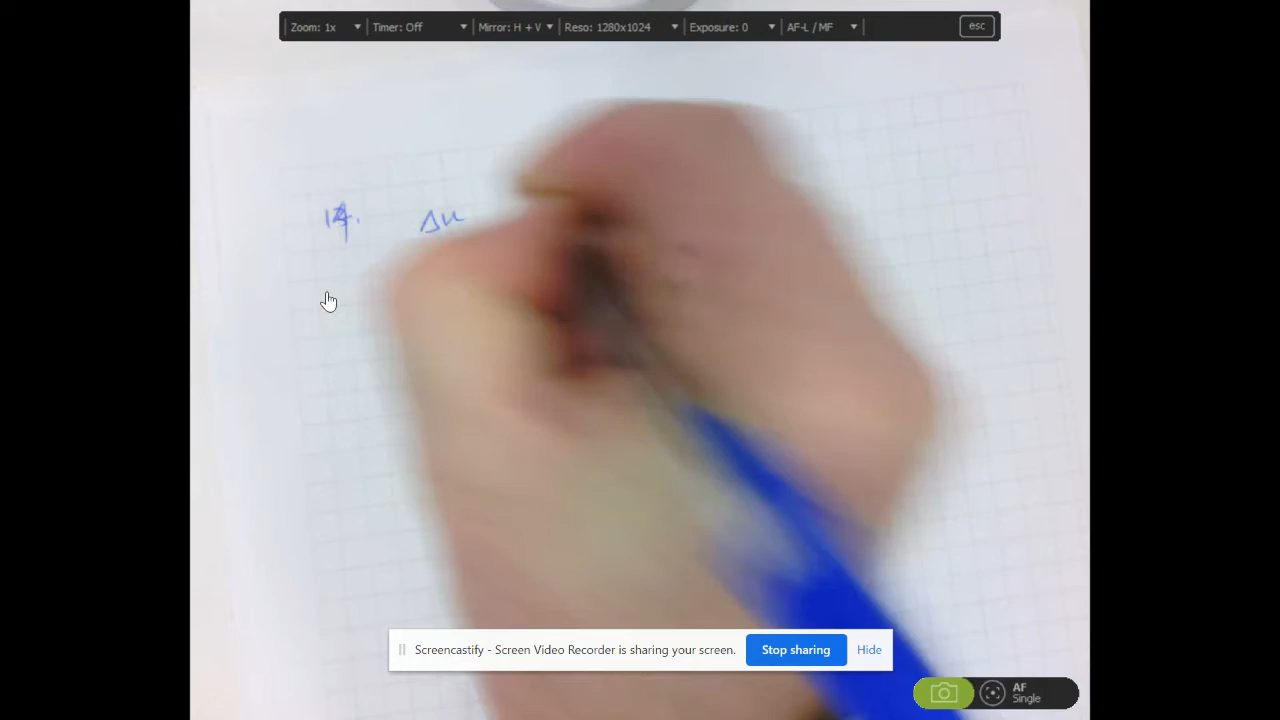 Zoom: 1x Timer: Off Mirror: H + V Reso: 1280x1024 Exposure: 0 AF-L / MF esc
14. Δu
Screencastify - Screen Video Recorder is sharing your screen. Stop sharing Hide
AF
Single